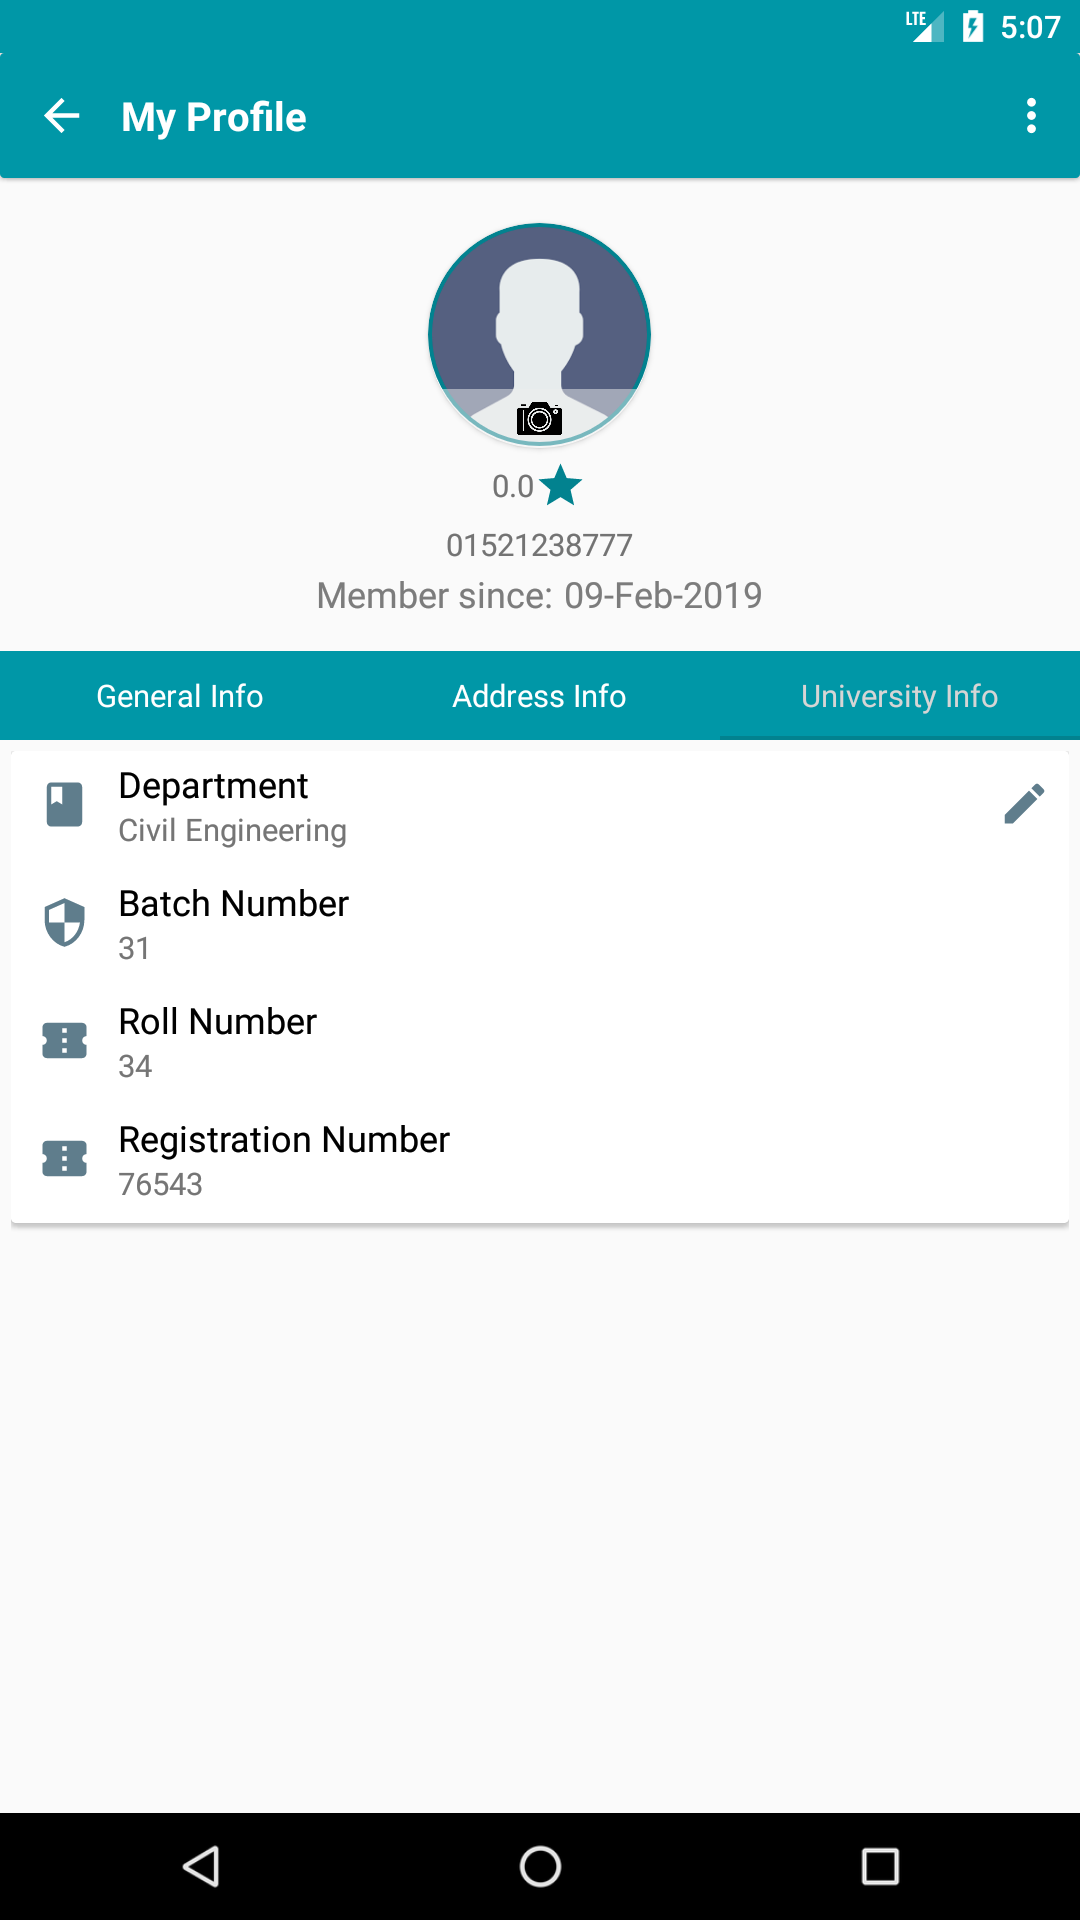 LTE 5:07
My Profile
0.0
01521238777
Member since: 09-Feb-2019
General Info Address Info University Info
Department
Civil Engineering
Batch Number
31
Roll Number
34
Registration Number
76543